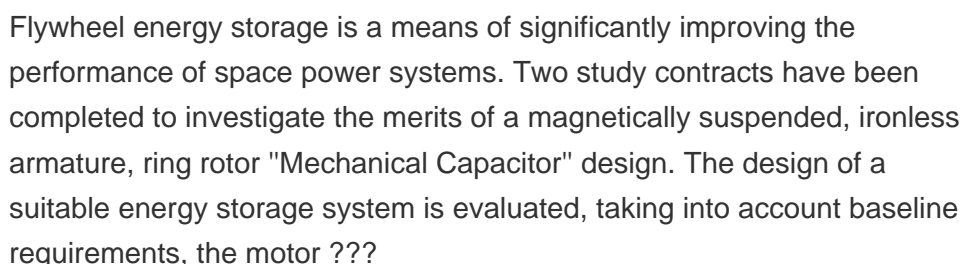 Flywheel energy storage is a means of significantly improving the
performance of space power systems. Two study contracts have been
completed to investigate the merits of a magnetically suspended, ironless
armature, ring rotor "Mechanical Capacitor" design. The design of a
suitable energy storage system is evaluated, taking into account baseline
requirements, the motor ???